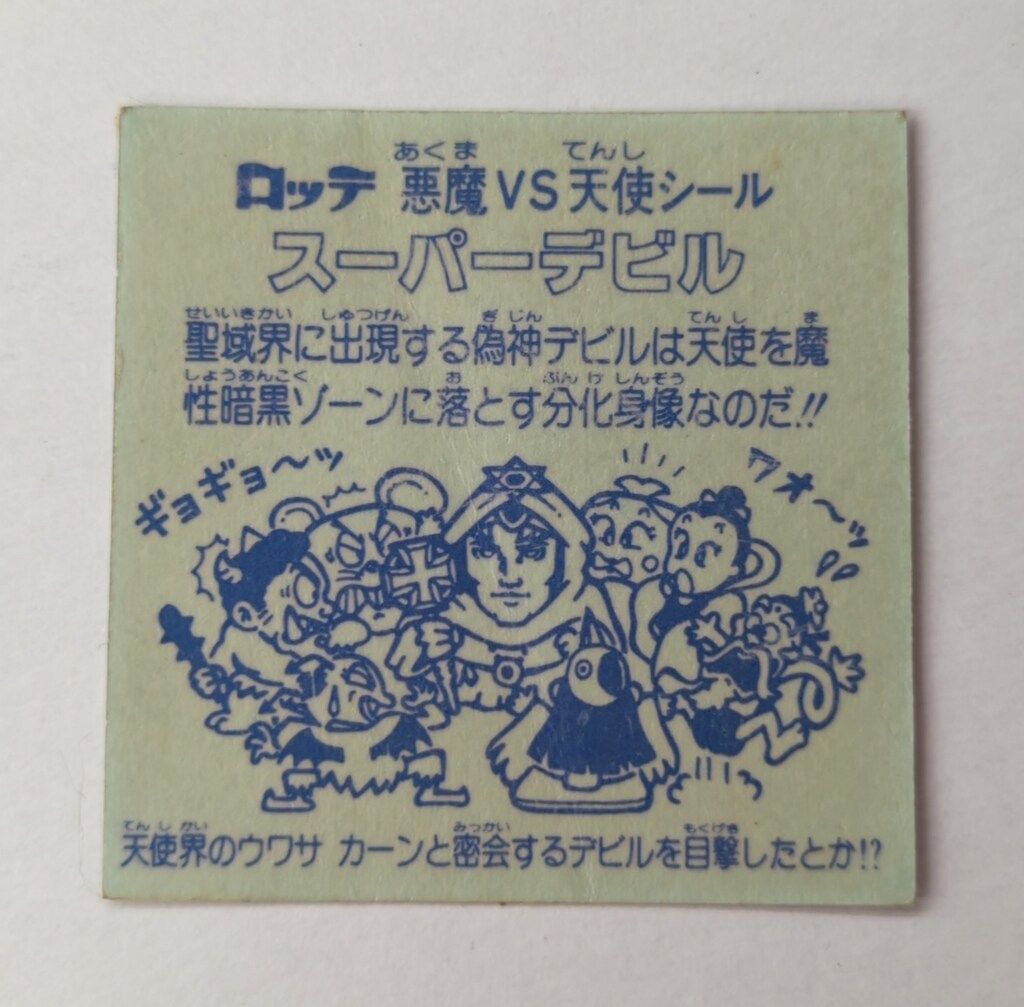 あくま てんし
ロッテ 悪魔VS天使シール
スーパーデビル
せいいきかい しゅつげん ぎじん てんし ま
聖域界に出現する偽神デビルは天使を魔
しょうあんこく お ぶんけしんぞう
性暗黒ゾーンに落とす分化身像なのだ!!
ギョギョ〜ッ
ワオ〜ッ
てんしかい みっかい もくげき
天使界のウワサ カーンと密会するデビルを目撃したとか!?